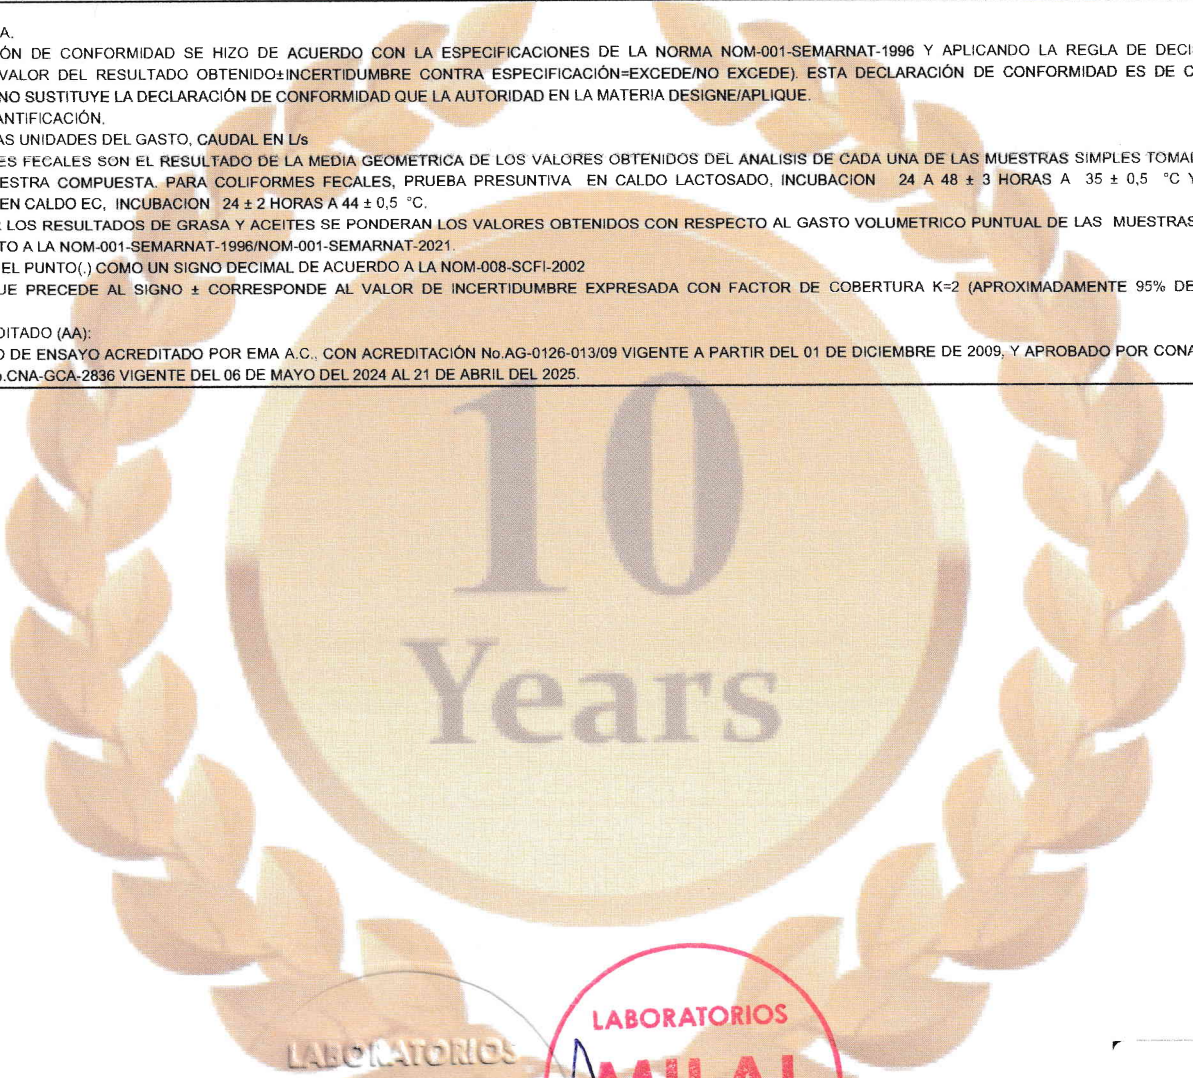 A.
ÓN DE CONFORMIDAD SE HIZO DE ACUERDO CON LA ESPECIFICACIONES DE LA NORMA NOM-001-SEMARNAT-1996 Y APLICANDO LA REGLA DE DECI
VALOR DEL RESULTADO OBTENIDO±INCERTIDUMBRE CONTRA ESPECIFICACIÓN=EXCEDE/NO EXCEDE). ESTA DECLARACIÓN DE CONFORMIDAD ES DE C
NO SUSTITUYE LA DECLARACIÓN DE CONFORMIDAD QUE LA AUTORIDAD EN LA MATERIA DESIGNE/APLIQUE.
ANTIFICACIÓN.
AS UNIDADES DEL GASTO, CAUDAL EN L/s
ES FECALES SON EL RESULTADO DE LA MEDIA GEOMETRICA DE LOS VALORES OBTENIDOS DEL ANALISIS DE CADA UNA DE LAS MUESTRAS SIMPLES TOMA
ESTRA COMPUESTA. PARA COLIFORMES FECALES, PRUEBA PRESUNTIVA EN CALDO LACTOSADO, INCUBACION 24 A 48 ± 3 HORAS A 35 ± 0,5 °C Y
EN CALDO EC, INCUBACION 24 ± 2 HORAS A 44 ± 0,5 °C.
LOS RESULTADOS DE GRASA Y ACEITES SE PONDERAN LOS VALORES OBTENIDOS CON RESPECTO AL GASTO VOLUMETRICO PUNTUAL DE LAS MUESTRAS
TO A LA NOM-001-SEMARNAT-1996/NOM-001-SEMARNAT-2021.
EL PUNTO(.) COMO UN SIGNO DECIMAL DE ACUERDO A LA NOM-008-SCFI-2002
UE PRECEDE AL SIGNO ± CORRESPONDE AL VALOR DE INCERTIDUMBRE EXPRESADA CON FACTOR DE COBERTURA K=2 (APROXIMADAMENTE 95% DE
DITADO (AA):
O DE ENSAYO ACREDITADO POR EMA A.C., CON ACREDITACIÓN No.AG-0126-013/09 VIGENTE A PARTIR DEL 01 DE DICIEMBRE DE 2009, Y APROBADO POR CONA
o.CNA-GCA-2836 VIGENTE DEL 06 DE MAYO DEL 2024 AL 21 DE ABRIL DEL 2025.
10
Years
LABORATORIOS
LABORATORIOS